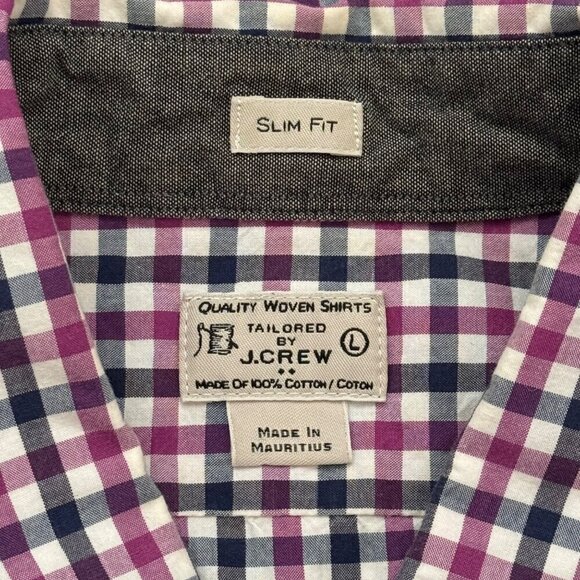 SLIM FIT
QUALITY WOVEN SHIRTS
TAILORED
BY
J.CREW
L
MADE OF 100% COTTON / COTON
MADE IN
MAURITIUS